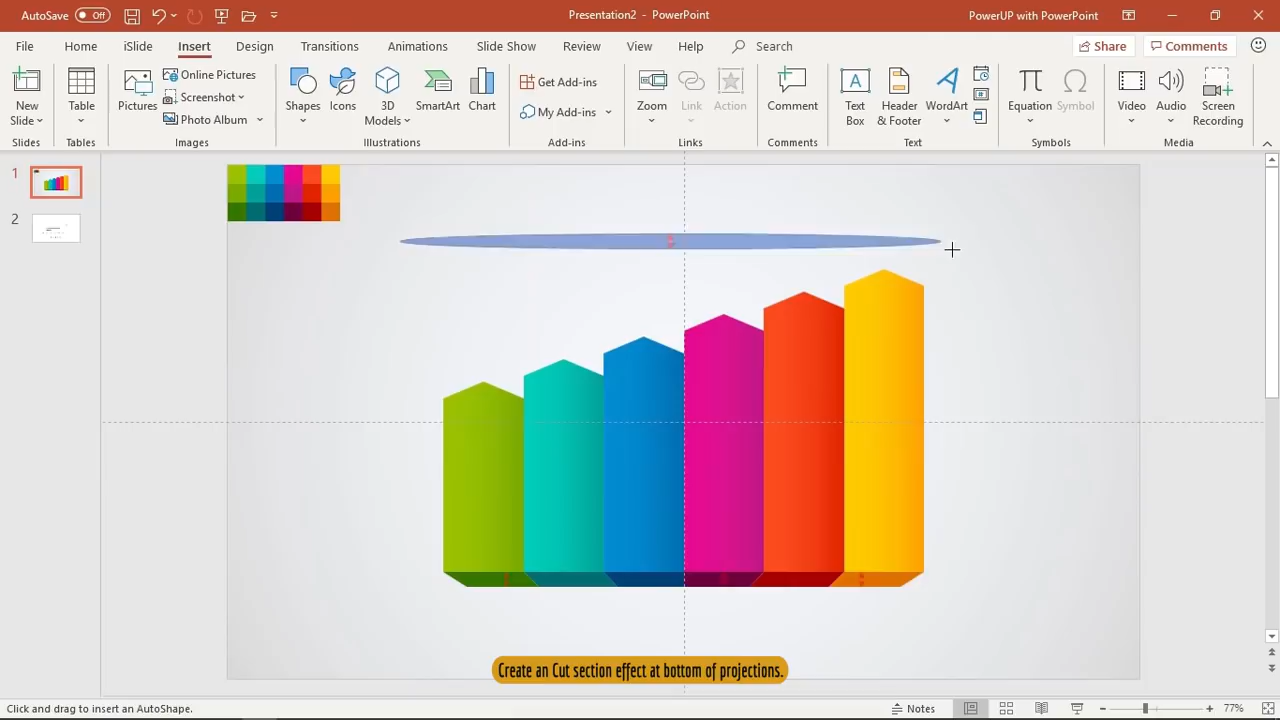 AutoSave Off Presentation2 - PowerPoint PowerUP with PowerPoint
File Home iSlide Insert Design Transitions Animations Slide Show Review View Help Search Share Comments
New Slide
Slides
Table
Tables
Pictures
Online Pictures
Screenshot
Photo Album
Images
Shapes
Icons
3D Models
SmartArt
Chart
Illustrations
Get Add-ins
My Add-ins
Add-ins
Zoom
Link
Action
Links
Comment
Comments
Text Box
Header & Footer
WordArt
Text
Equation
Symbol
Symbols
Video
Audio
Screen Recording
Media
1
2
Create an Cut section effect at bottom of projections.
Click and drag to insert an AutoShape. Notes 77%